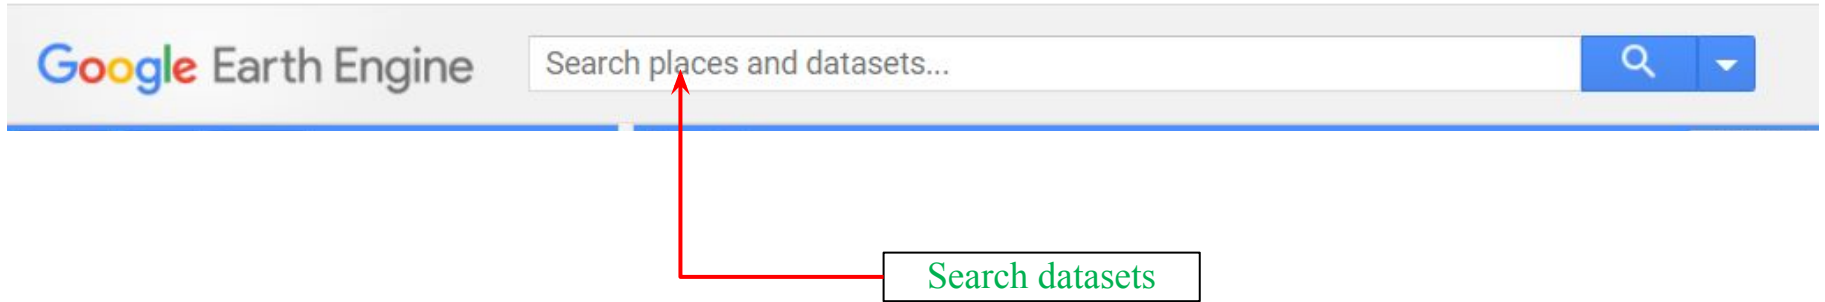 Google Earth Engine
Search places and datasets...
Search datasets